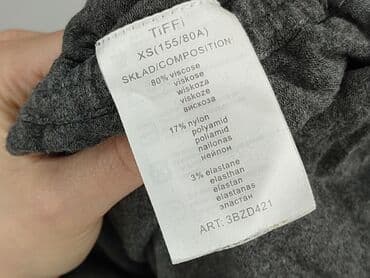 TiFFi
XS(155/80A)
SKŁAD/COMPOSITION
80% viscose
viskose
wiskoza
viskoze
вискоза
17% nylon
polyamid
poliamid
nailonas
нейлон
3% elastane
elasthan
elastan
elastanas
эластан
ART: 3BZD421